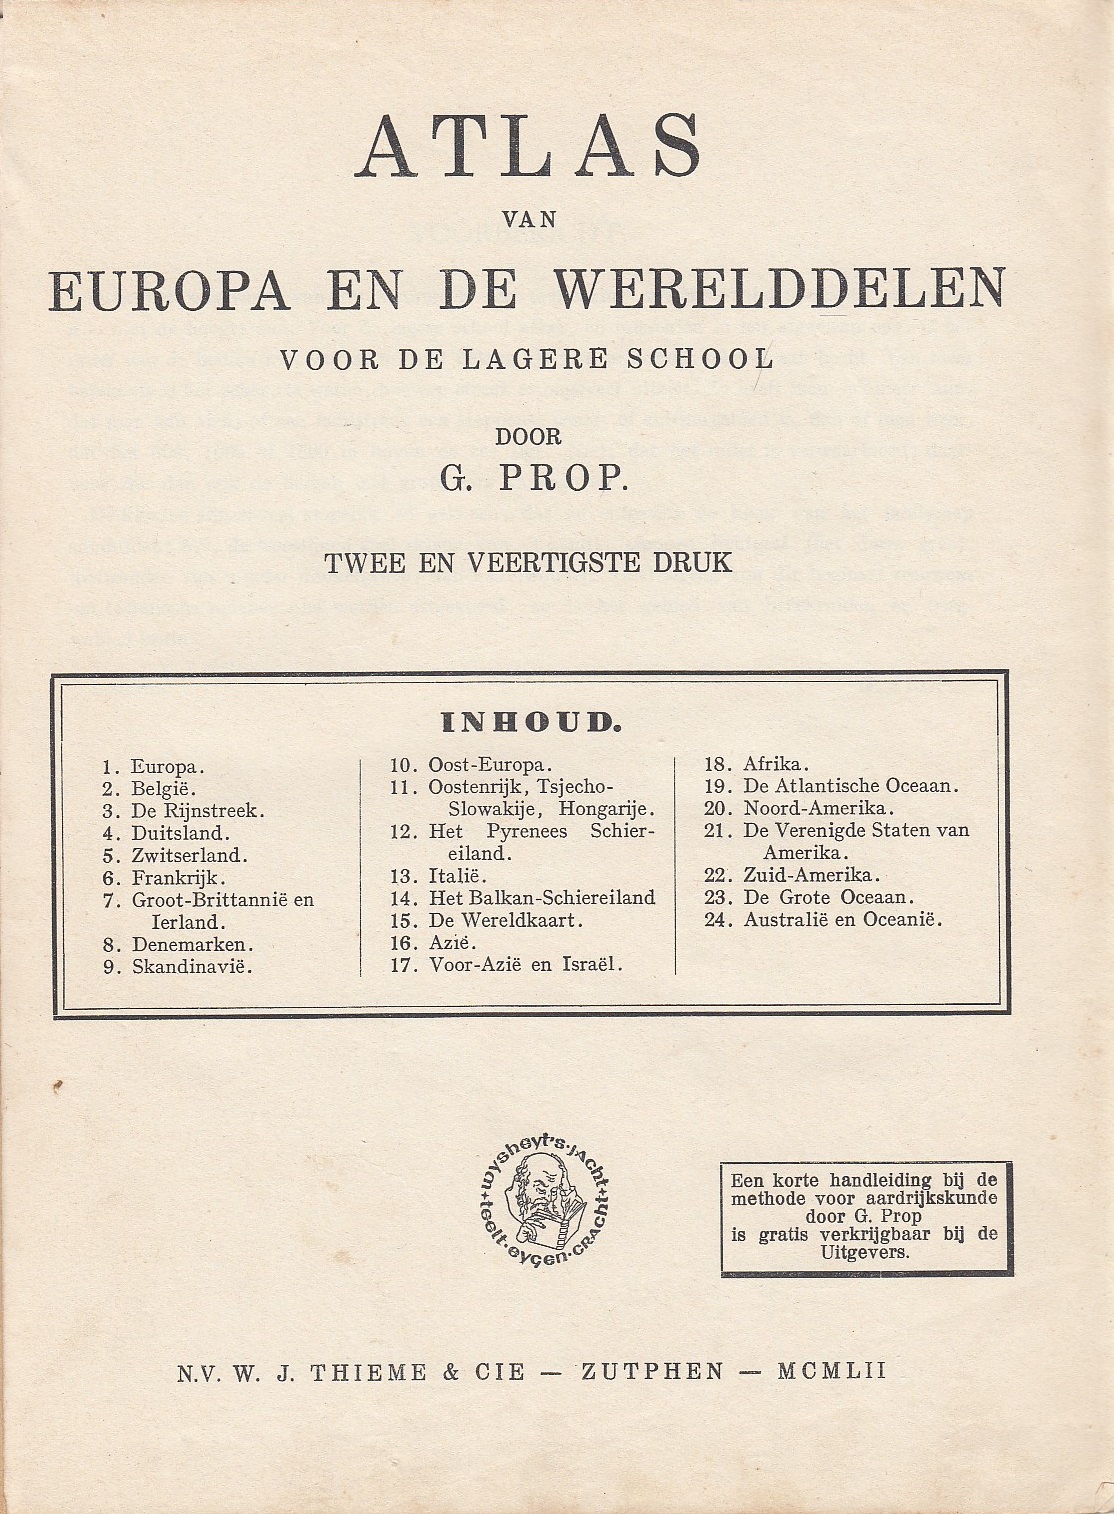 ATLAS
VAN
EUROPA EN DE WERELDDELEN
VOOR DE LAGERE SCHOOL
DOOR
G. PROP.
TWEE EN VEERTIGSTE DRUK
INHOUD.
1. Europa.
2. België.
3. De Rijnstreek.
4. Duitsland.
5. Zwitserland.
6. Frankrijk.
7. Groot-Brittannië en
Ierland.
8. Denemarken.
9. Skandinavië.
10. Oost-Europa.
11. Oostenrijk, Tsjecho-
Slowakije, Hongarije.
12. Het Pyrenees Schier-
eiland.
13. Italië.
14. Het Balkan-Schiereiland
15. De Wereldkaart.
16. Azië.
17. Voor-Azië en Israël.
18. Afrika.
19. De Atlantische Oceaan.
20. Noord-Amerika.
21. De Verenigde Staten van
Amerika.
22. Zuid-Amerika.
23. De Grote Oceaan.
24. Australië en Oceanië.
wysheyt's·jacht
teelt·eygen·cracht
Een korte handleiding bij de
methode voor aardrijkskunde
door G. Prop
is gratis verkrijgbaar bij de
Uitgevers.
N.V. W. J. THIEME & CIE — ZUTPHEN — MCMLII